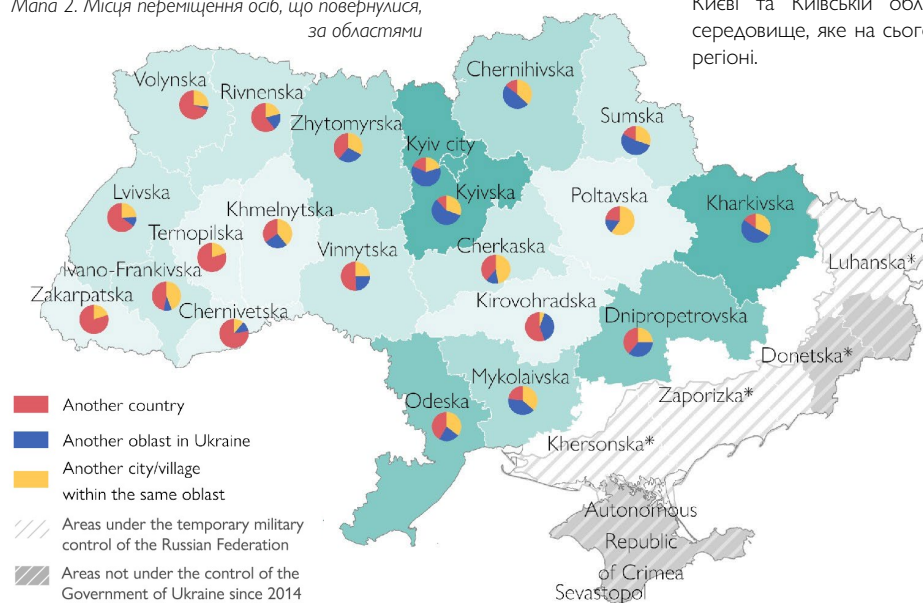 Мапа 2. Місця переміщення осіб, що повернулися,
за областями
Києві та Київській обл
середовище, яке на сього
регіоні.
Chernihivska
Volynska
Rivnenska
Zhytomyrska
Sumska
Kyiv city
Kyivska
Lvivska
Khmelnytska
Poltavska
Kharkivska
Ternopilska
Vinnytska
Cherkaska
Luhanska*
Ivano-Frankivska
Zakarpatska
Chernivetska
Kirovohradska
Dnipropetrovska
Donetska*
Mykolaivska
Zaporizka*
Odeska
Khersonska*
Another country
Another oblast in Ukraine
Another city/village
within the same oblast
Areas under the temporary military
control of the Russian Federation
Areas not under the control of the
Government of Ukraine since 2014
Autonomous
Republic
of Crimea
Sevastopol